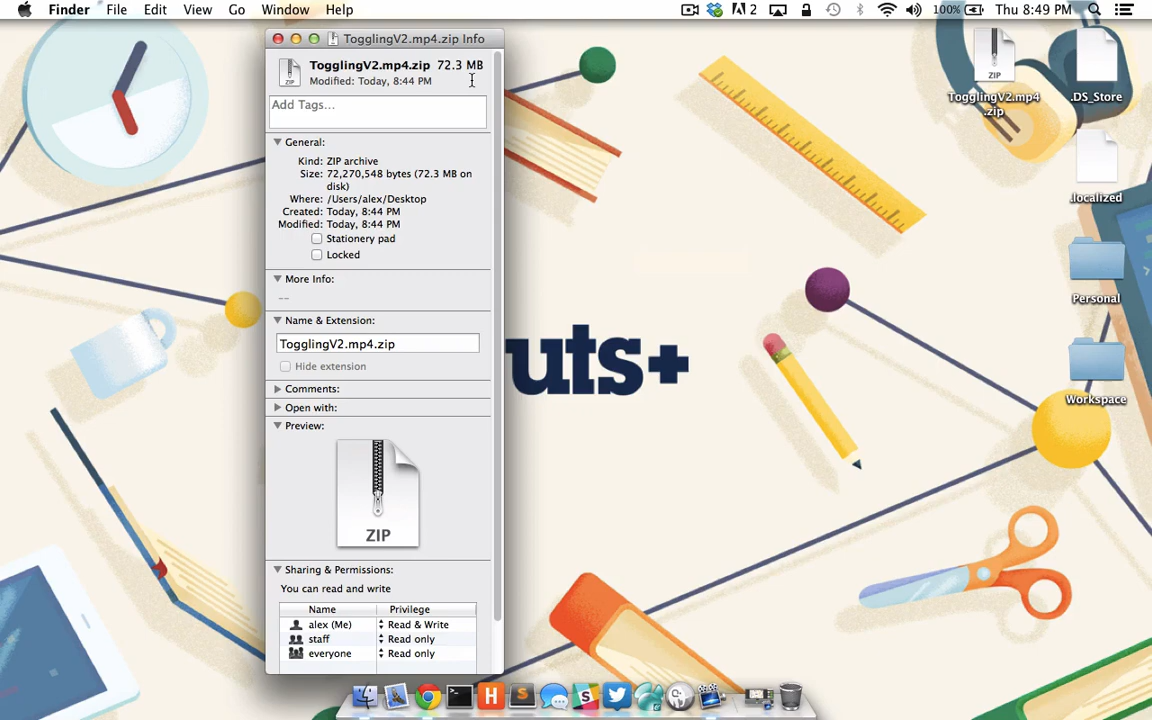 Finder File Edit View Go Window Help
2 100% Thu 8:49 PM
TogglingV2.mp4.zip Info
TogglingV2.mp4.zip 72.3 MB
Modified: Today, 8:44 PM
Add Tags...
General:
Kind: ZIP archive
Size: 72,270,548 bytes (72.3 MB on
disk)
Where: /Users/alex/Desktop
Created: Today, 8:44 PM
Modified: Today, 8:44 PM
Stationery pad
Locked
More Info:
--
Name & Extension:
TogglingV2.mp4.zip
Hide extension
Comments:
Open with:
Preview:
ZIP
Sharing & Permissions:
You can read and write
Name Privilege
alex (Me) Read & Write
staff Read only
everyone Read only
uts+
ZIP
TogglingV2.mp4
.zip
.DS_Store
.localized
Personal
Workspace